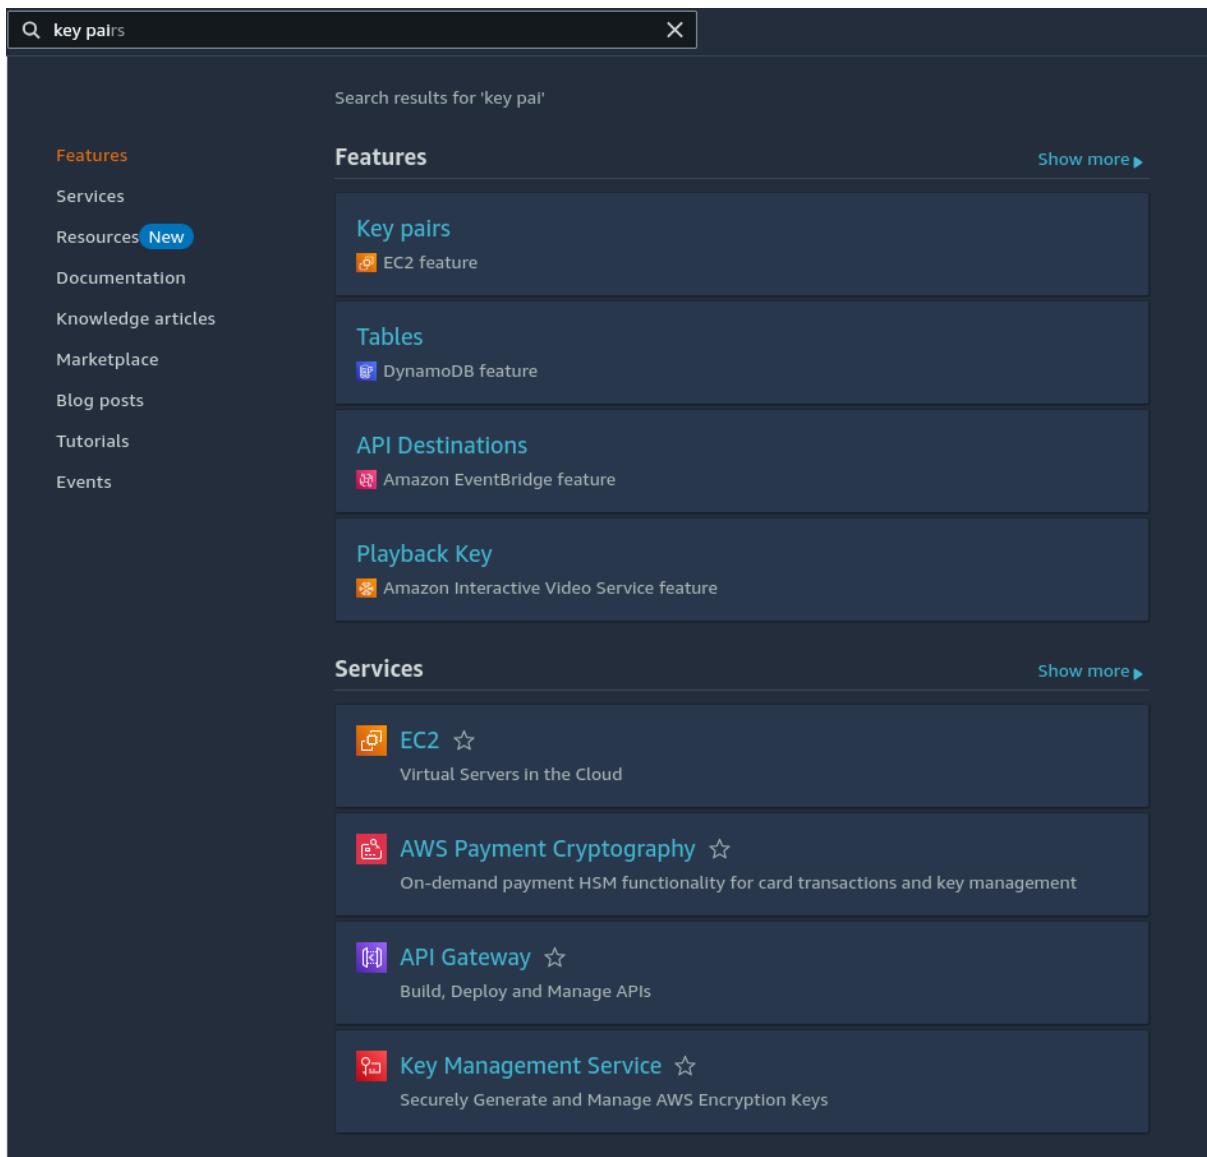 key pairs
Search results for 'key pai'
Features
Services
Resources New
Documentation
Knowledge articles
Marketplace
Blog posts
Tutorials
Events
Features
Show more
Key pairs
EC2 feature
Tables
DynamoDB feature
API Destinations
Amazon EventBridge feature
Playback Key
Amazon Interactive Video Service feature
Services
Show more
EC2
Virtual Servers in the Cloud
AWS Payment Cryptography
On-demand payment HSM functionality for card transactions and key management
API Gateway
Build, Deploy and Manage APIs
Key Management Service
Securely Generate and Manage AWS Encryption Keys